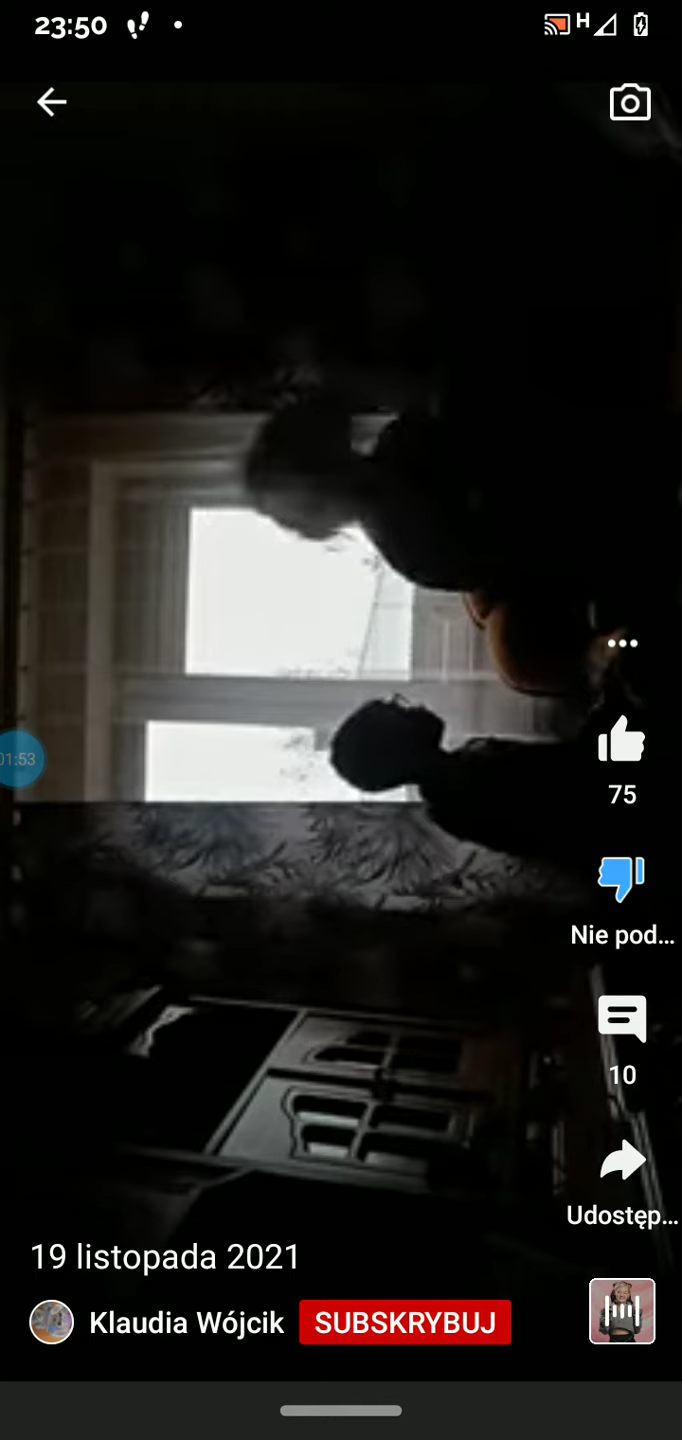 23:50
H
01:53
75
Nie pod...
10
Udostęp...
19 listopada 2021
Klaudia Wójcik
SUBSKRYBUJ